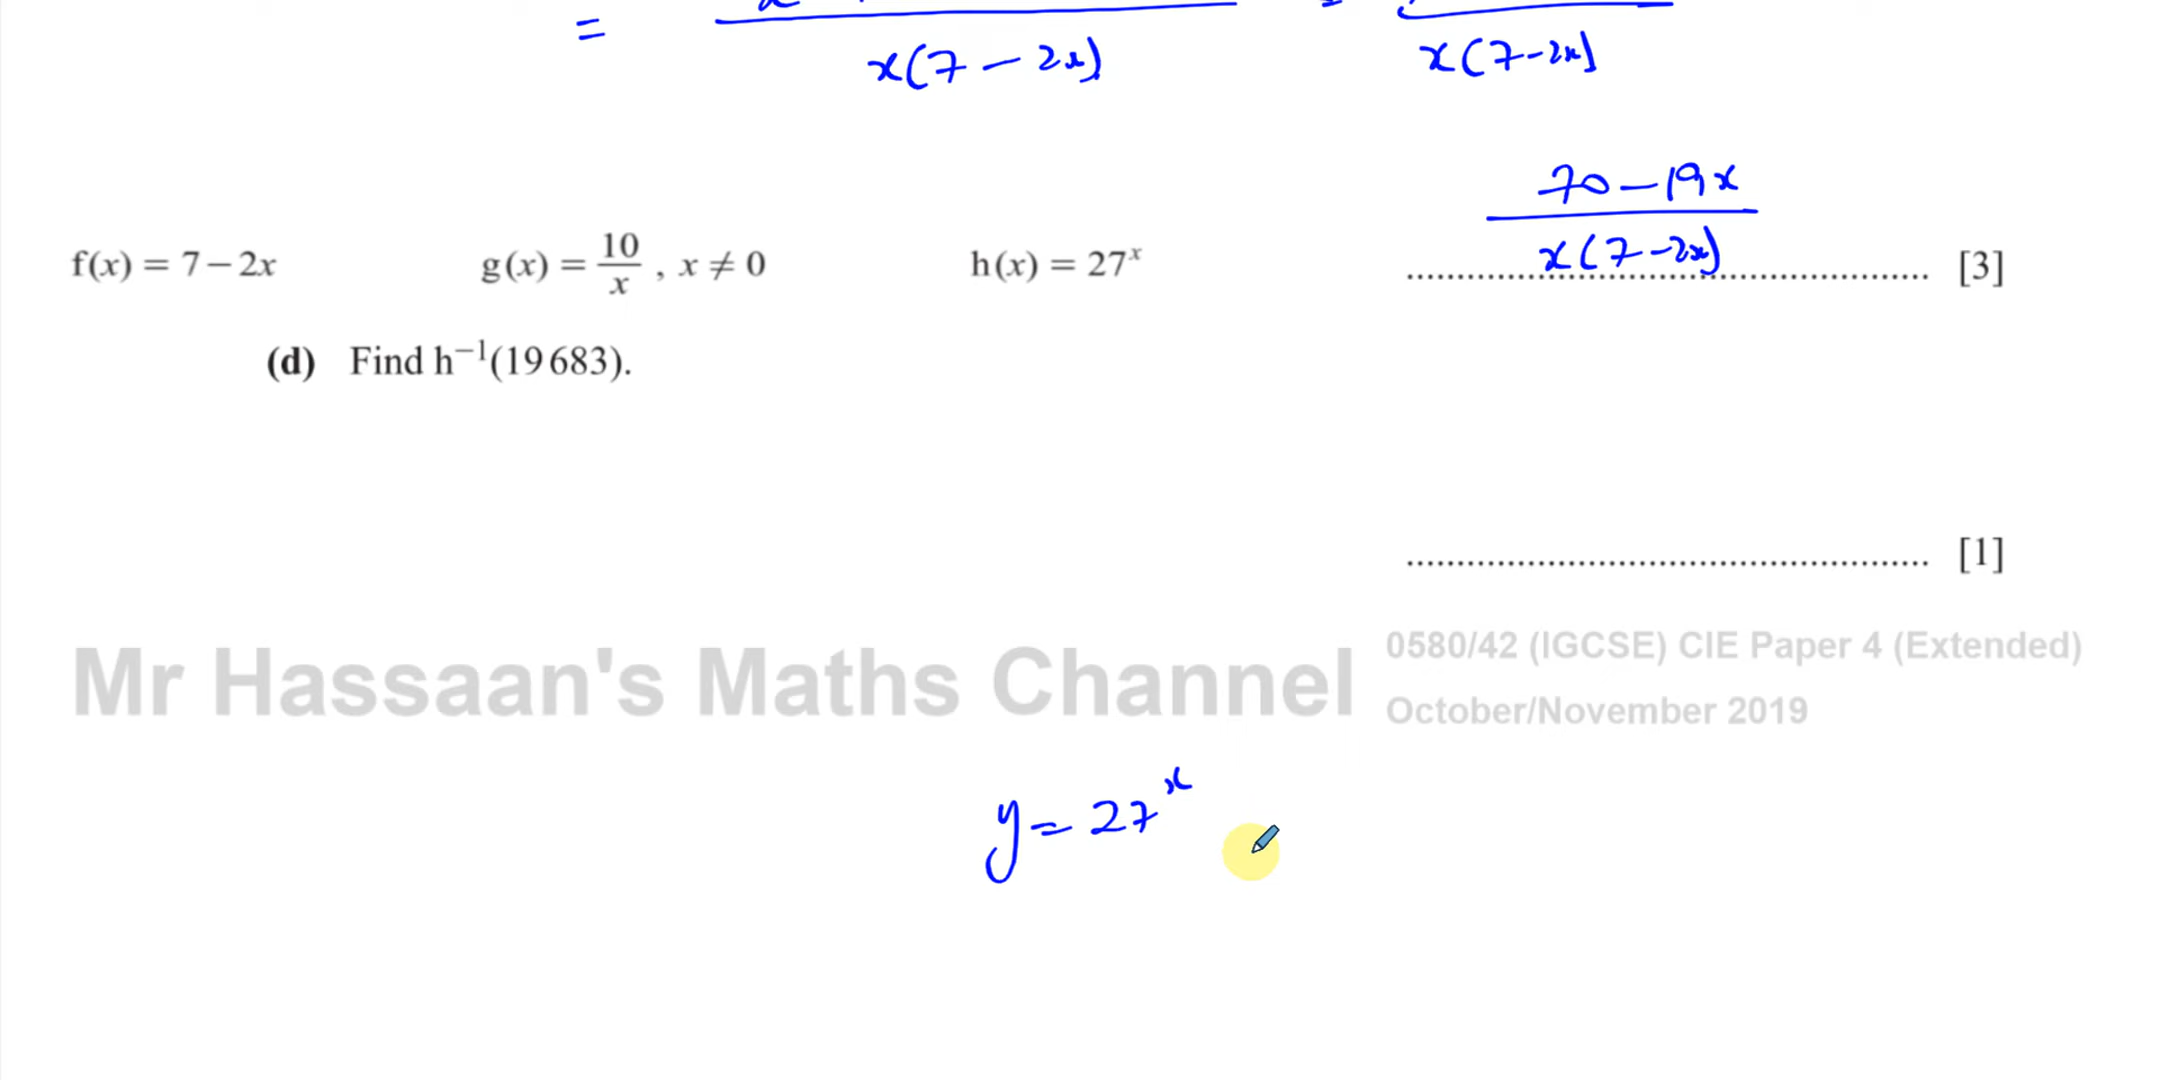 =
x(7 – 2x)
x(7-2x)
70 – 19x
x(7-2x)
f(x) = 7 – 2x g(x) = 10/x , x ≠ 0 h(x) = 27^x ........................................ [3]
(d) Find h⁻¹(19 683).
........................................ [1]
Mr Hassaan's Maths Channel
0580/42 (IGCSE) CIE Paper 4 (Extended)
October/November 2019
y = 27^x